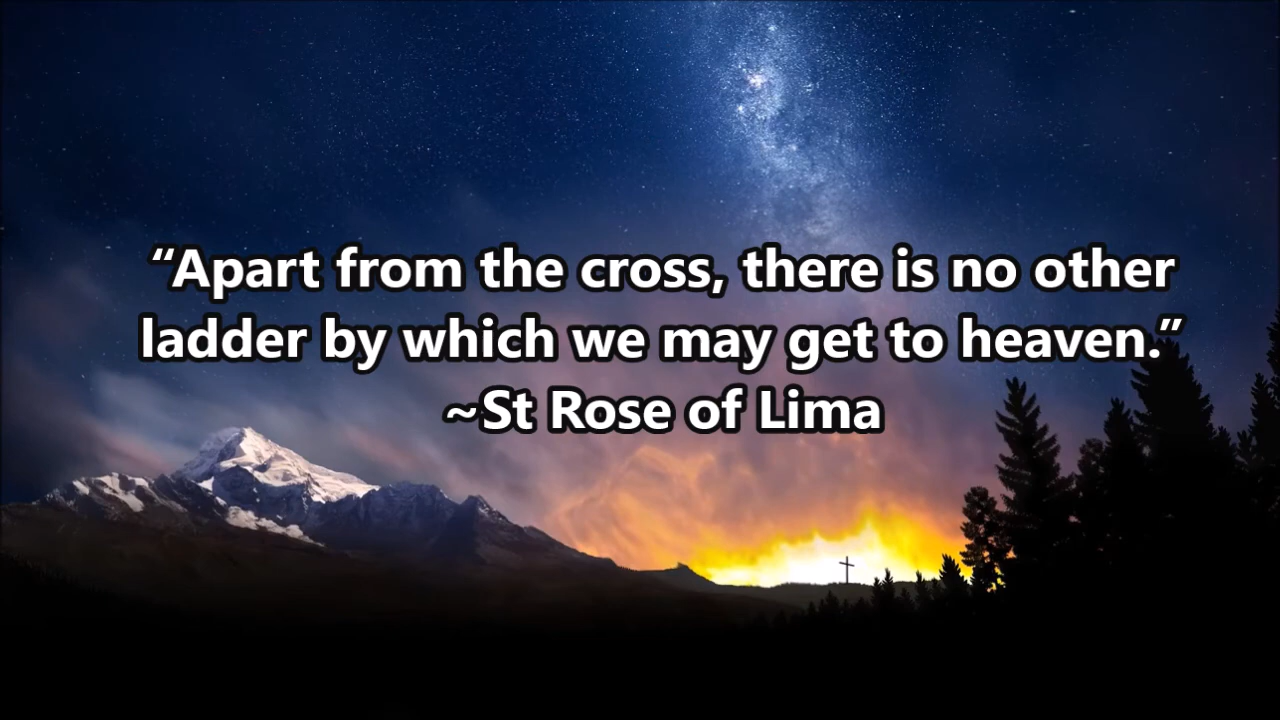 “Apart from the cross, there is no other
ladder by which we may get to heaven.”
~St Rose of Lima